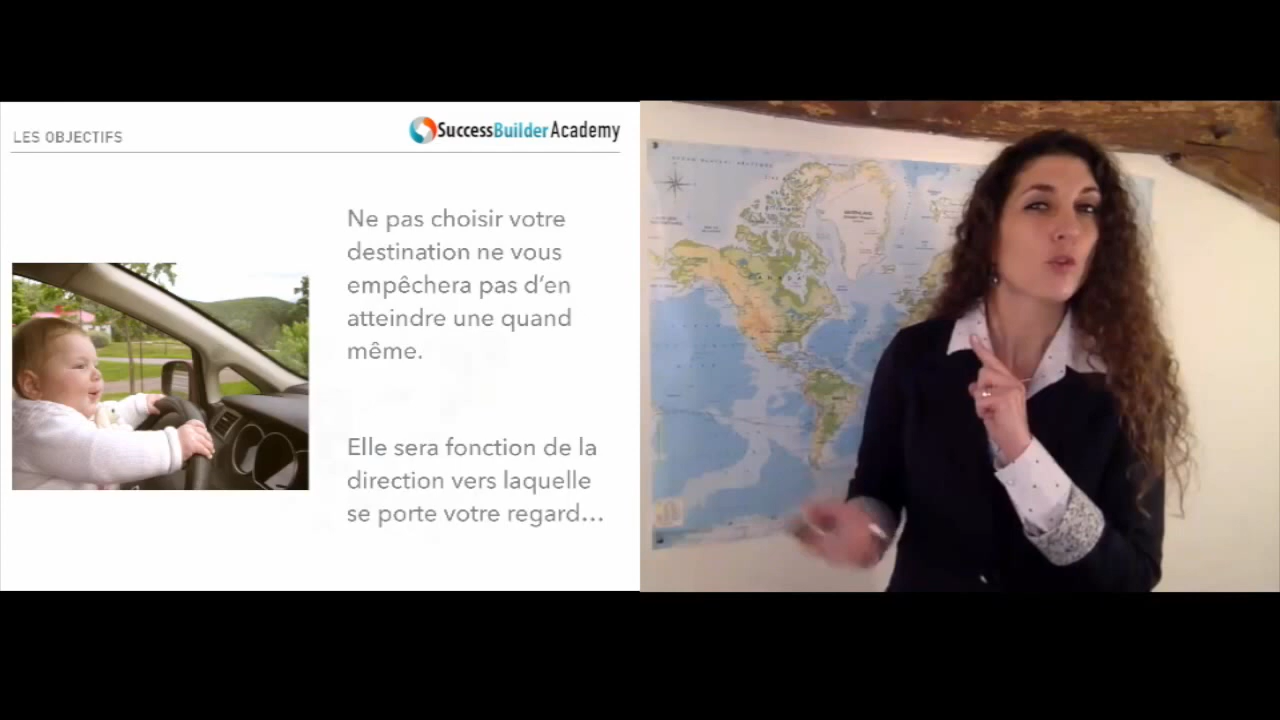 LES OBJECTIFS
SuccessBuilderAcademy
Ne pas choisir votre
destination ne vous
empêchera pas d’en
atteindre une quand
même.
Elle sera fonction de la
direction vers laquelle
se porte votre regard…